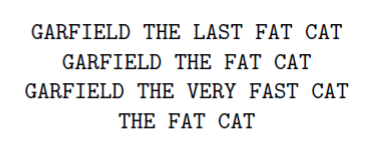 GARFIELD THE LAST FAT CAT
GARFIELD THE FAT CAT
GARFIELD THE VERY FAST CAT
THE FAT CAT